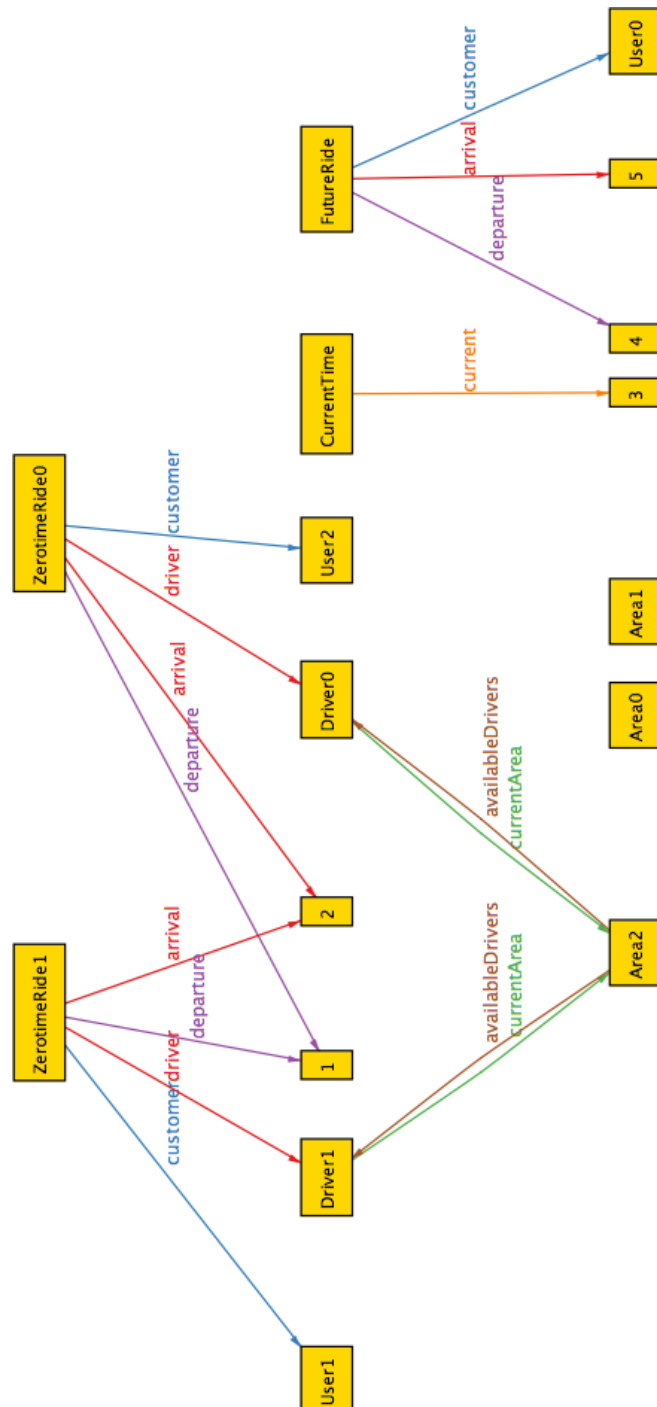 ZerotimeRide1
ZerotimeRide0
customer
driver
departure
arrival
departure
arrival
driver
customer
User1
Driver1
1
2
Driver0
User2
CurrentTime
FutureRide
availableDrivers
currentArea
availableDrivers
currentArea
current
departure
arrival
customer
Area2
Area0
Area1
3
4
5
User0